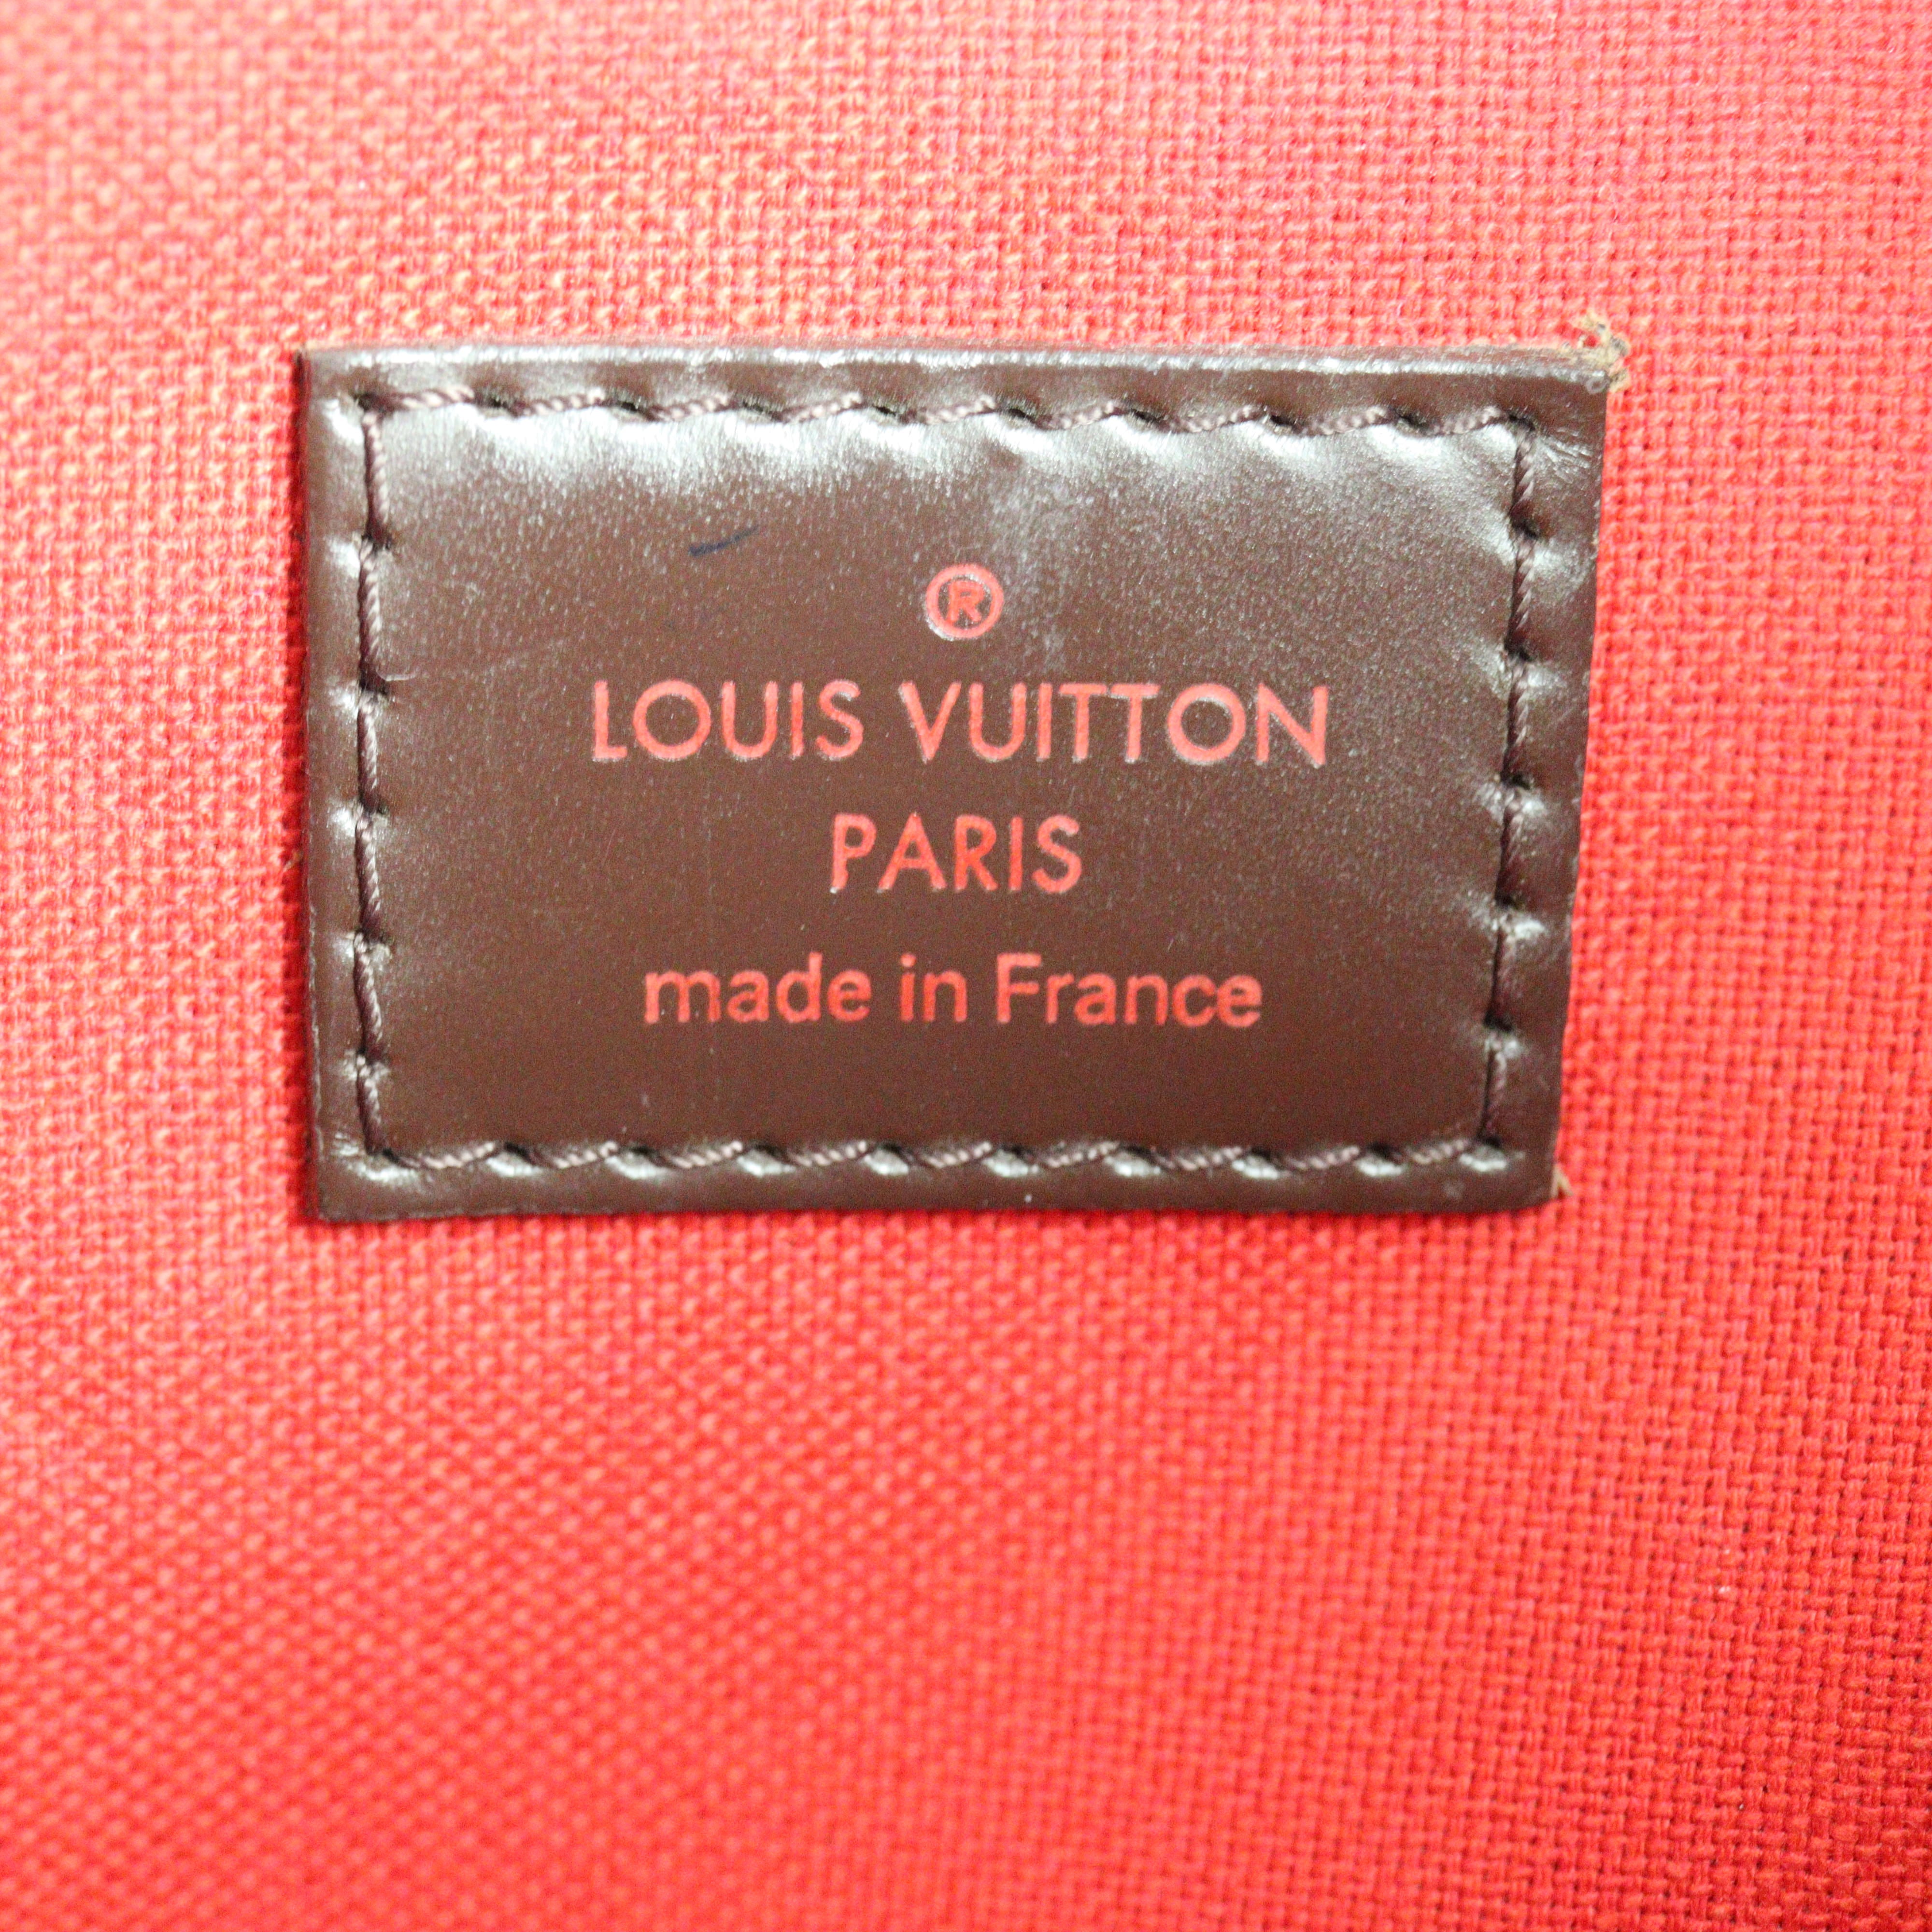 ®
LOUIS VUITTON
PARIS
made in France